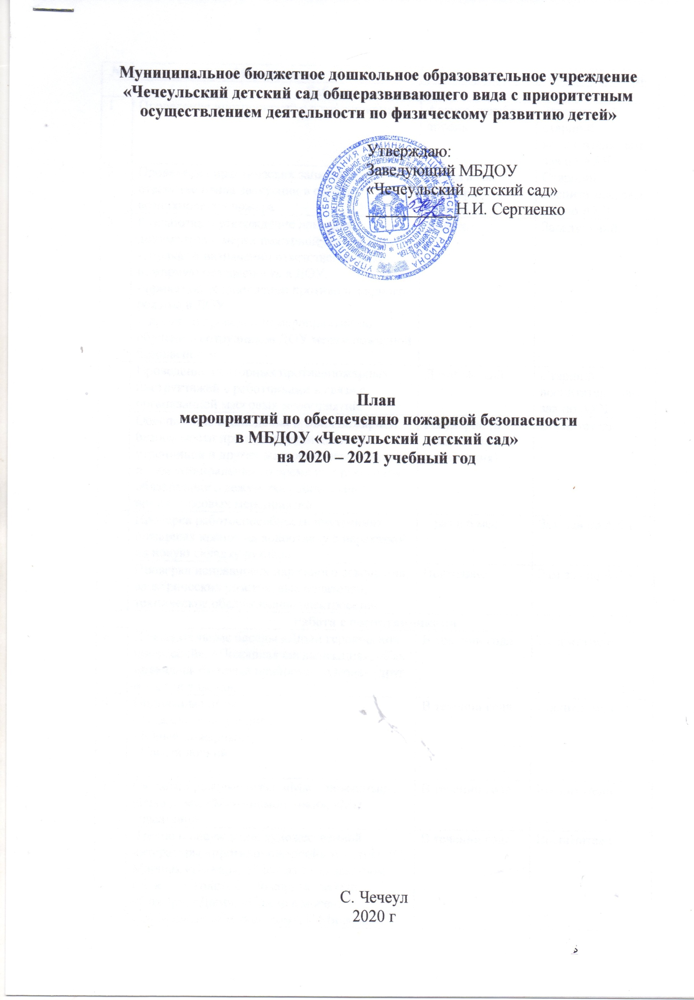 Муниципальное бюджетное дошкольное образовательное учреждение
«Чечеульский детский сад общеразвивающего вида с приоритетным
осуществлением деятельности по физическому развитию детей»
Утверждаю:
Заведующий МБДОУ
«Чечеульский детский сад»
Н.И. Сергиенко
УПРАВЛЕНИЕ ОБРАЗОВАНИЯ АДМИНИСТРАЦИИ КАНСКОГО РАЙОНА
План
мероприятий по обеспечению пожарной безопасности
в МБДОУ «Чечеульский детский сад»
на 2020 – 2021 учебный год
С. Чечеул
2020 г